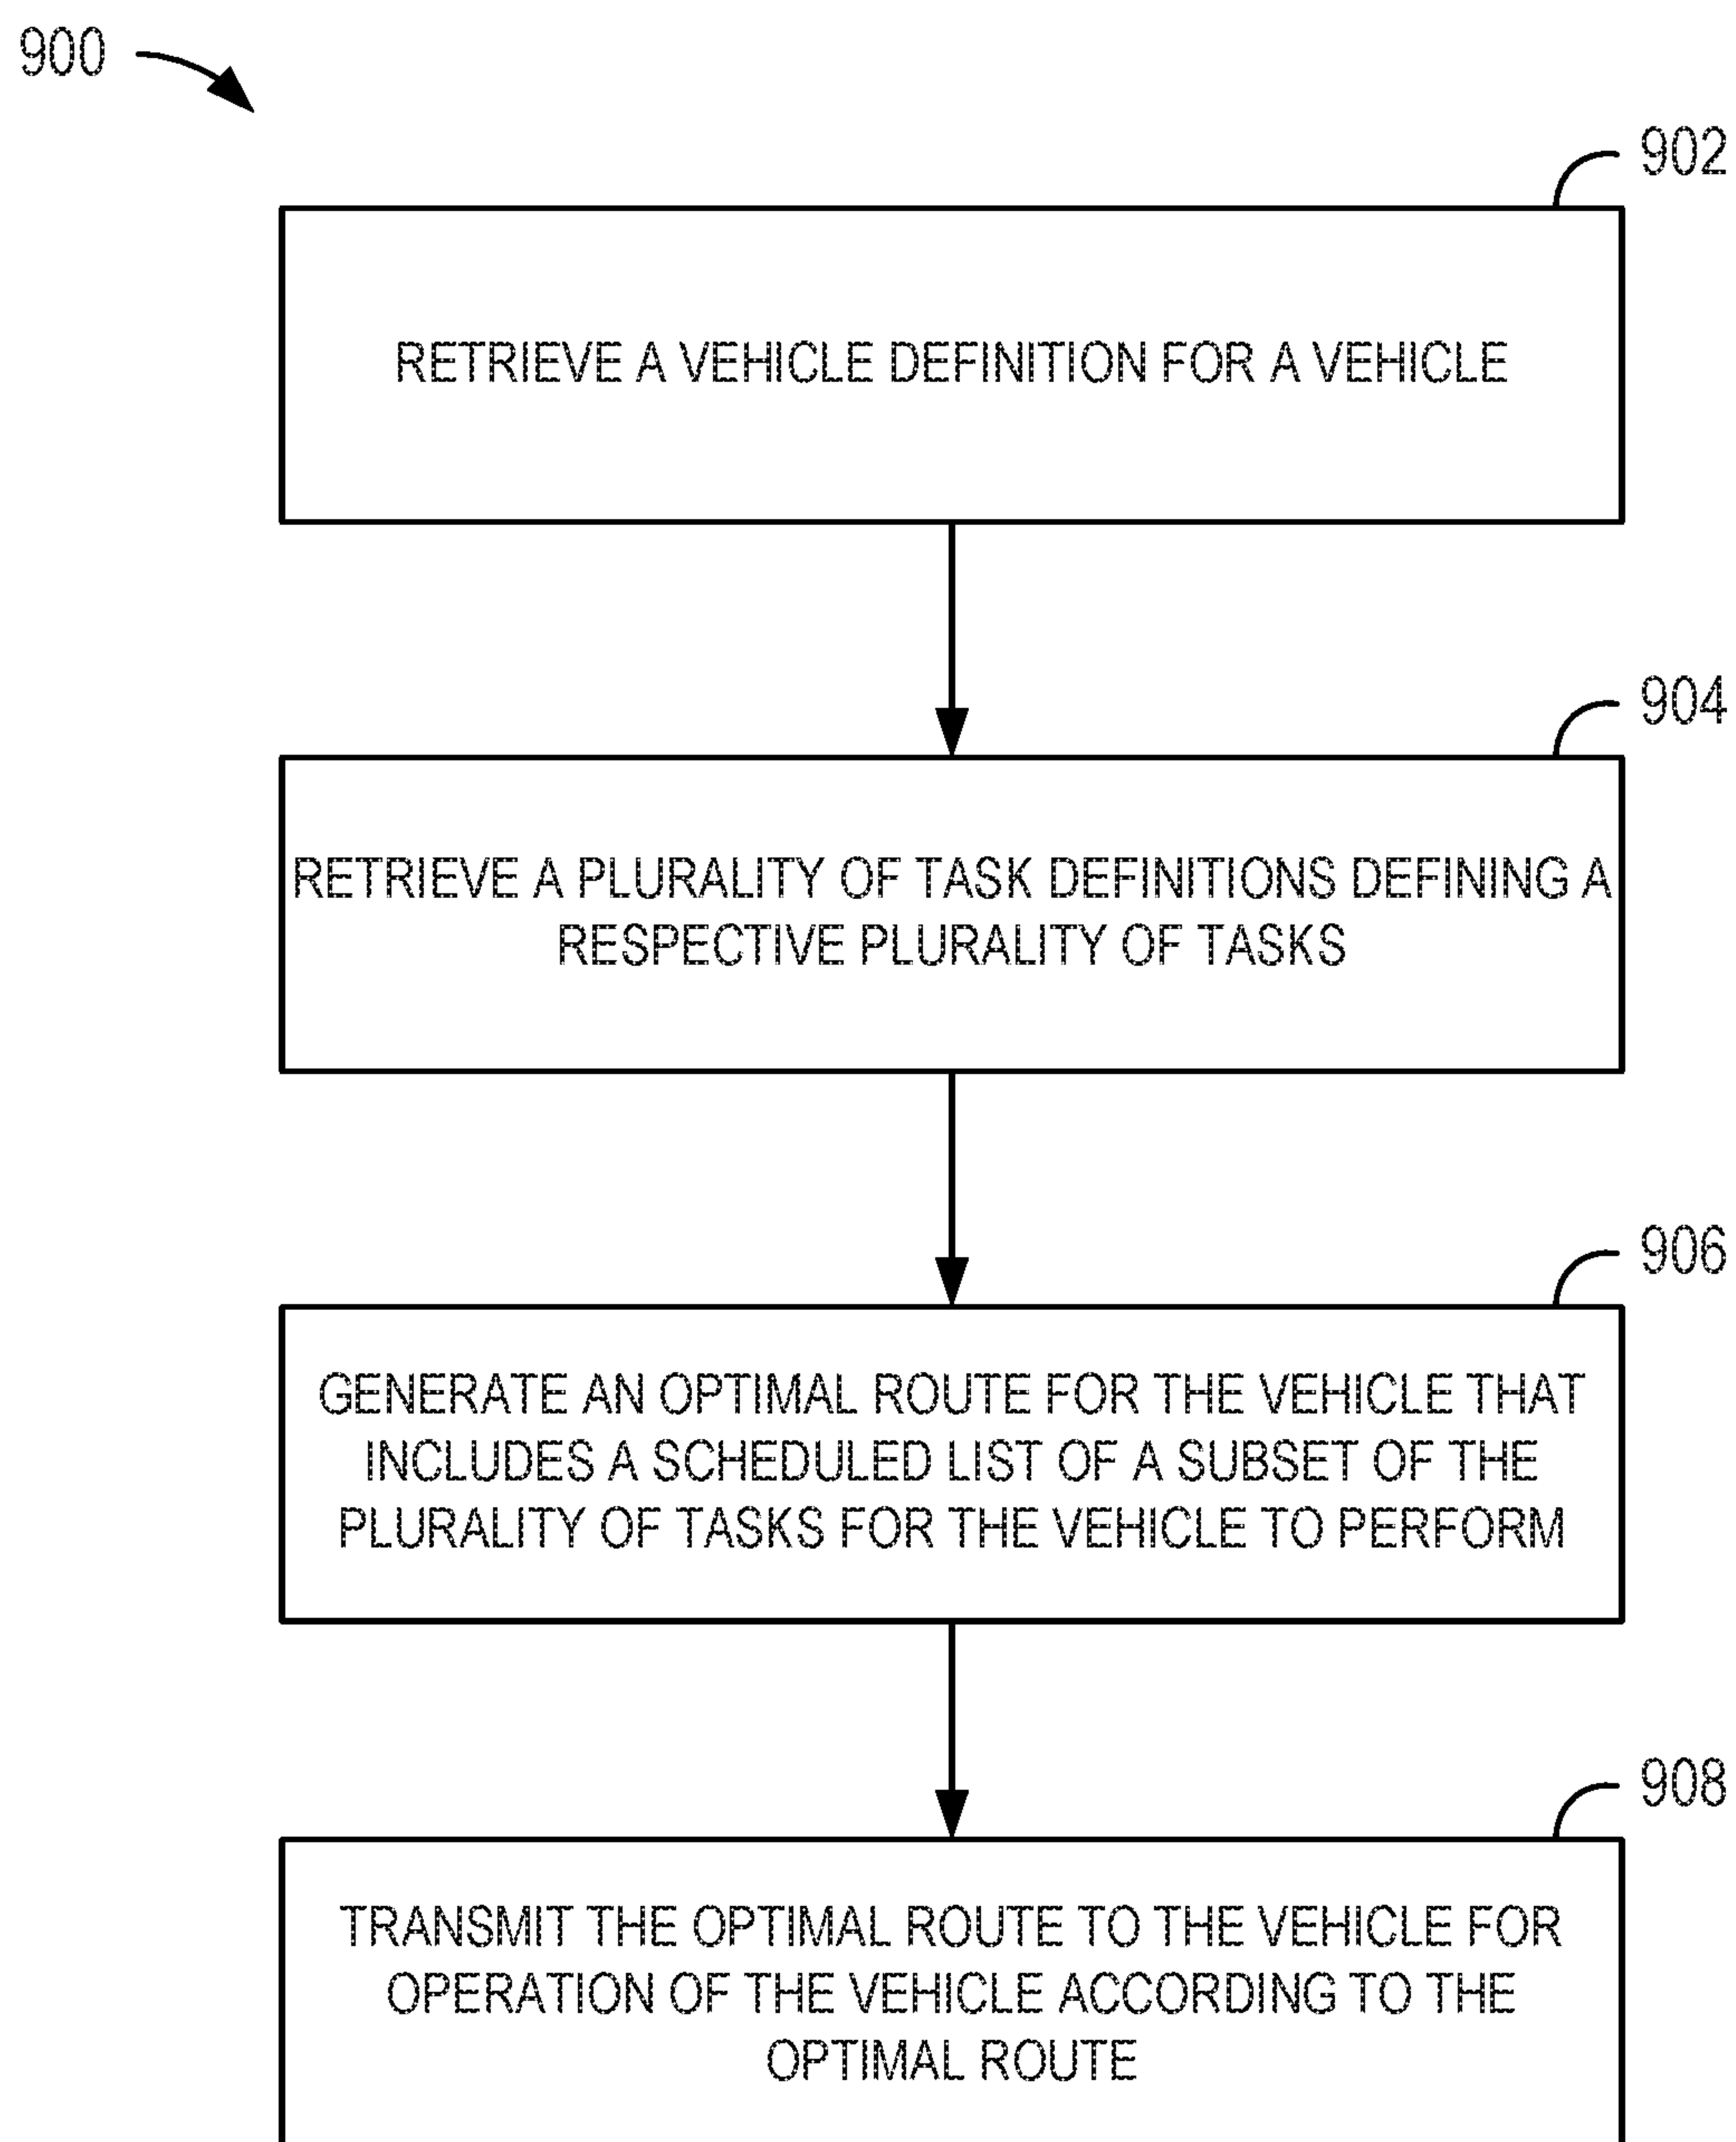 900
902
RETRIEVE A VEHICLE DEFINITION FOR A VEHICLE
904
RETRIEVE A PLURALITY OF TASK DEFINITIONS DEFINING A
RESPECTIVE PLURALITY OF TASKS
906
GENERATE AN OPTIMAL ROUTE FOR THE VEHICLE THAT
INCLUDES A SCHEDULED LIST OF A SUBSET OF THE
PLURALITY OF TASKS FOR THE VEHICLE TO PERFORM
908
TRANSMIT THE OPTIMAL ROUTE TO THE VEHICLE FOR
OPERATION OF THE VEHICLE ACCORDING TO THE
OPTIMAL ROUTE